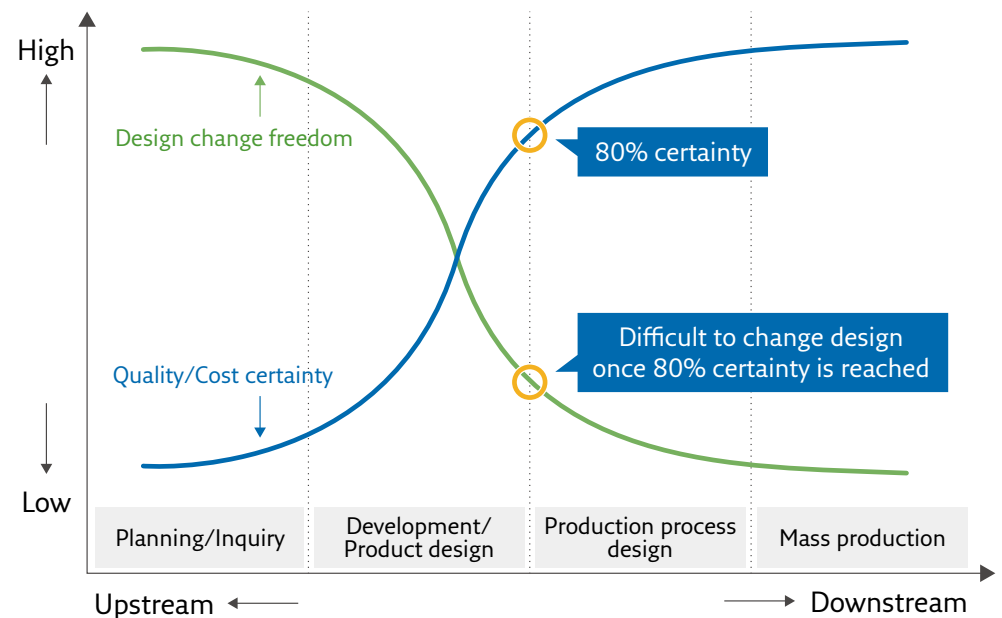 High
Design change freedom
80% certainty
Difficult to change design
once 80% certainty is reached
Quality/Cost certainty
Low
Planning/Inquiry
Development/
Product design
Production process
design
Mass production
Upstream
Downstream